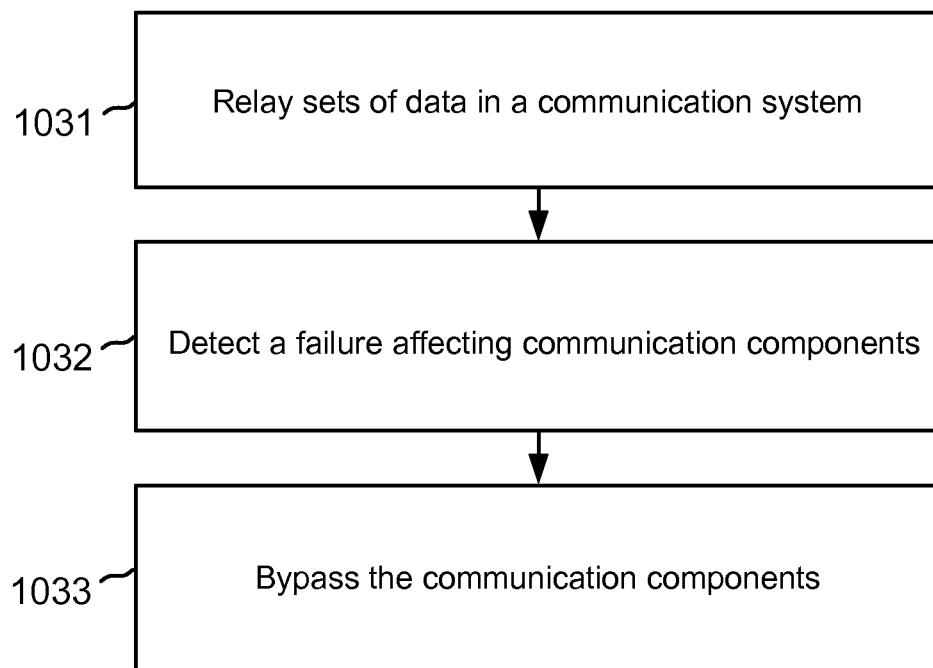 1031
Relay sets of data in a communication system
1032
Detect a failure affecting communication components
1033
Bypass the communication components